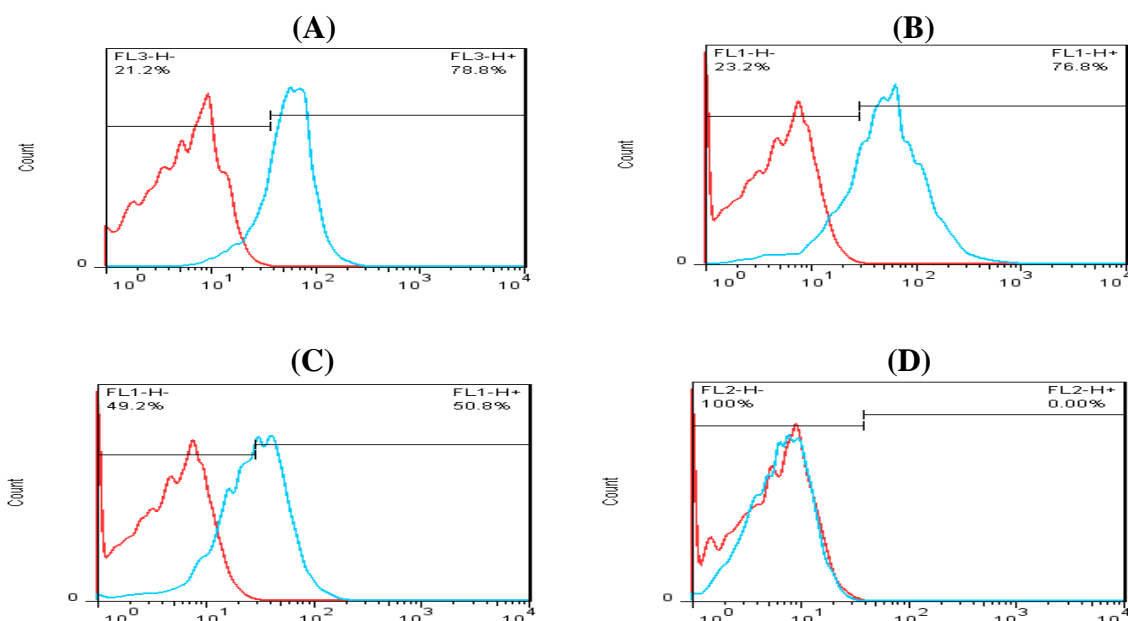 (A)
FL3-H- FL3-H+
21.2% 78.8%
Count
0
10⁰ 10¹ 10² 10³ 10⁴
(B)
FL1-H- FL1-H+
23.2% 76.8%
Count
0
10⁰ 10¹ 10² 10³ 10⁴
(C)
FL1-H- FL1-H+
49.2% 50.8%
Count
0
10⁰ 10¹ 10² 10³ 10⁴
(D)
FL2-H- FL2-H+
100% 0.00%
Count
0
10⁰ 10¹ 10² 10³ 10⁴